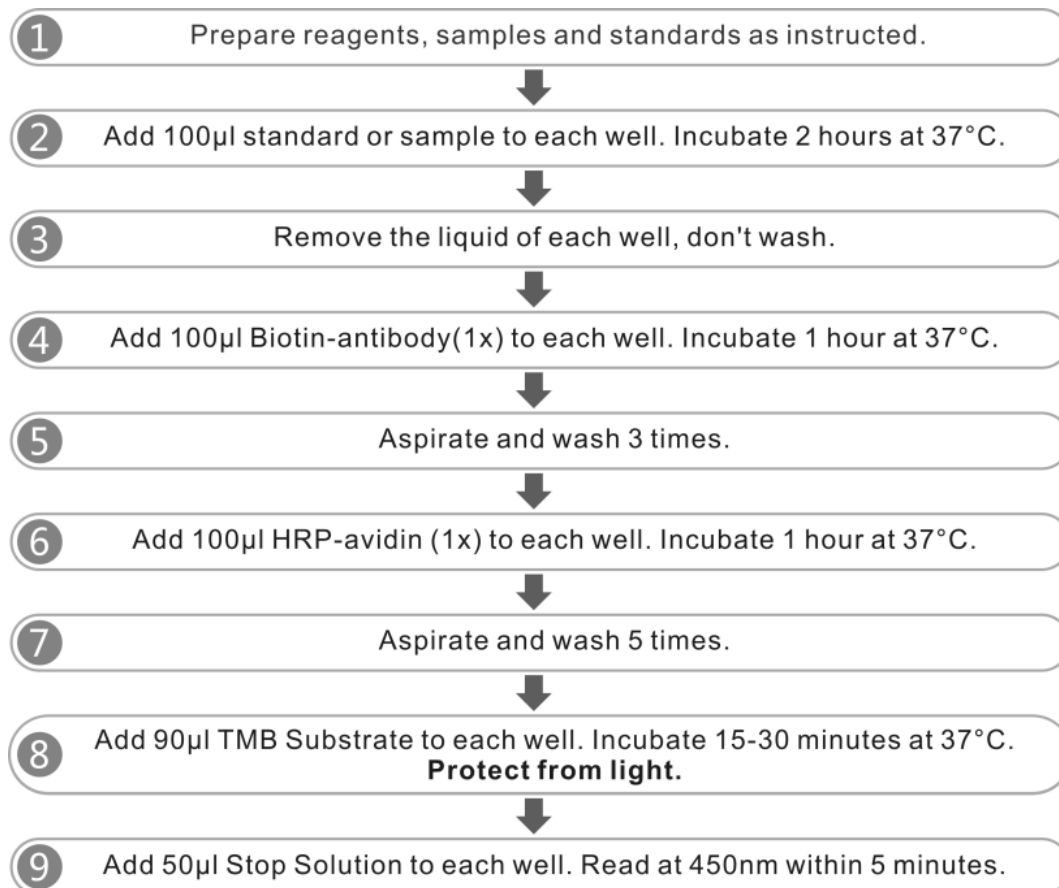 1 Prepare reagents, samples and standards as instructed.
2 Add 100µl standard or sample to each well. Incubate 2 hours at 37°C.
3 Remove the liquid of each well, don't wash.
4 Add 100µl Biotin-antibody(1x) to each well. Incubate 1 hour at 37°C.
5 Aspirate and wash 3 times.
6 Add 100µl HRP-avidin (1x) to each well. Incubate 1 hour at 37°C.
7 Aspirate and wash 5 times.
8 Add 90µl TMB Substrate to each well. Incubate 15-30 minutes at 37°C.
Protect from light.
9 Add 50µl Stop Solution to each well. Read at 450nm within 5 minutes.